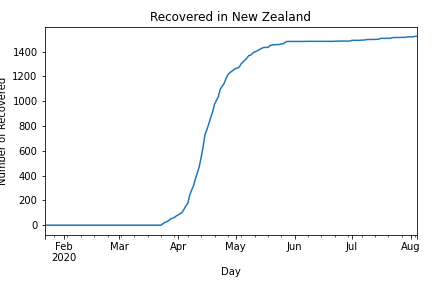 Recovered in New Zealand
Number of Recovered
1400
1200
1000
800
600
400
200
0
Feb Mar Apr May Jun Jul Aug
2020
Day